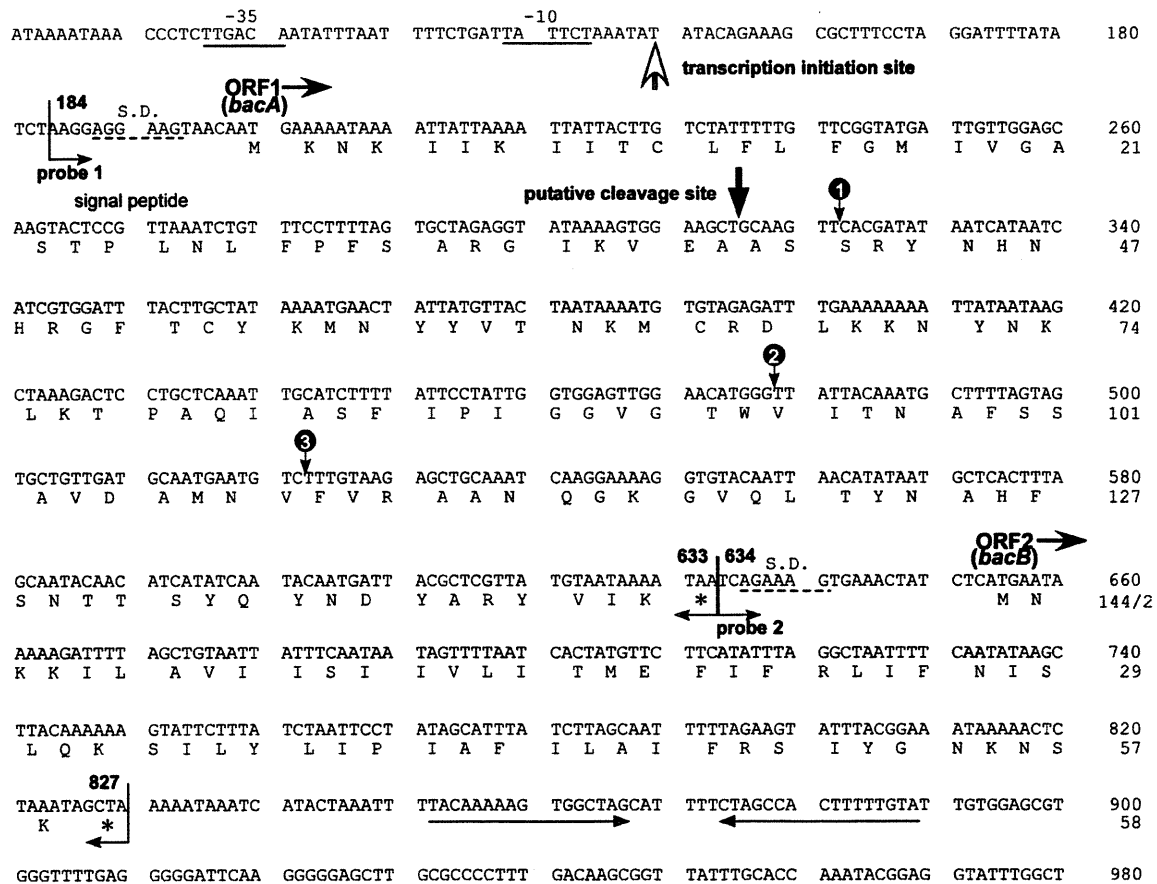 -35 -10
ATAAAATAAA CCCTCTTGAC AATATTTAAT TTTCTGATTA TTCTAAATAT ATACAGAAAG CGCTTTCCTA GGATTTTATA 180
transcription initiation site
184 S.D. ORF1 (bacA)
TCTAAGGAGG AAGTAACAAT GAAAAATAAA ATTATTAAAA TTATTACTTG TCTATTTTTG TTCGGTATGA TTGTTGGAGC 260
M K N K I I K I I T C L F L F G M I V G A 21
probe 1
signal peptide putative cleavage site 1
AAGTACTCCG TTAAATCTGT TTCCTTTTAG TGCTAGAGGT ATAAAAGTGG AAGCTGCAAG TTCACGATAT AATCATAATC 340
S T P L N L F P F S A R G I K V E A A S S R Y N H N 47
ATCGTGGATT TACTTGCTAT AAAATGAACT ATTATGTTAC TAATAAAATG TGTAGAGATT TGAAAAAAAA TTATAATAAG 420
H R G F T C Y K M N Y Y V T N K M C R D L K K N Y N K 74
2
CTAAAGACTC CTGCTCAAAT TGCATCTTTT ATTCCTATTG GTGGAGTTGG AACATGGGTT ATTACAAATG CTTTTAGTAG 500
L K T P A Q I A S F I P I G G V G T W V I T N A F S S 101
3
TGCTGTTGAT GCAATGAATG TCTTTGTAAG AGCTGCAAAT CAAGGAAAAG GTGTACAATT AACATATAAT GCTCACTTTA 580
A V D A M N V F V R A A N Q G K G V Q L T Y N A H F 127
633 634 S.D. ORF2 (bacB)
GCAATACAAC ATCATATCAA TACAATGATT ACGCTCGTTA TGTAATAAAA TAATCAGAAA GTGAAACTAT CTCATGAATA 660
S N T T S Y Q Y N D Y A R Y V I K * M N 144/2
probe 2
AAAAGATTTT AGCTGTAATT ATTTCAATAA TAGTTTTAAT CACTATGTTC TTCATATTTA GGCTAATTTT CAATATAAGC 740
K K I L A V I I S I I V L I T M E F I F R L I F N I S 29
TTACAAAAAA GTATTCTTTA TCTAATTCCT ATAGCATTTA TCTTAGCAAT TTTTAGAAGT ATTTACGGAA ATAAAAACTC 820
L Q K S I L Y L I P I A F I L A I F R S I Y G N K N S 57
827
TAAATAGCTA AAAATAAATC ATACTAAATT TTACAAAAAG TGGCTAGCAT TTTCTAGCCA CTTTTTGTAT TGTGGAGCGT 900
K * 58
GGGTTTTGAG GGGGATTCAA GGGGGAGCTT GCGCCCCTTT GACAAGCGGT TATTTGCACC AAATACGGAG GTATTTGGCT 980